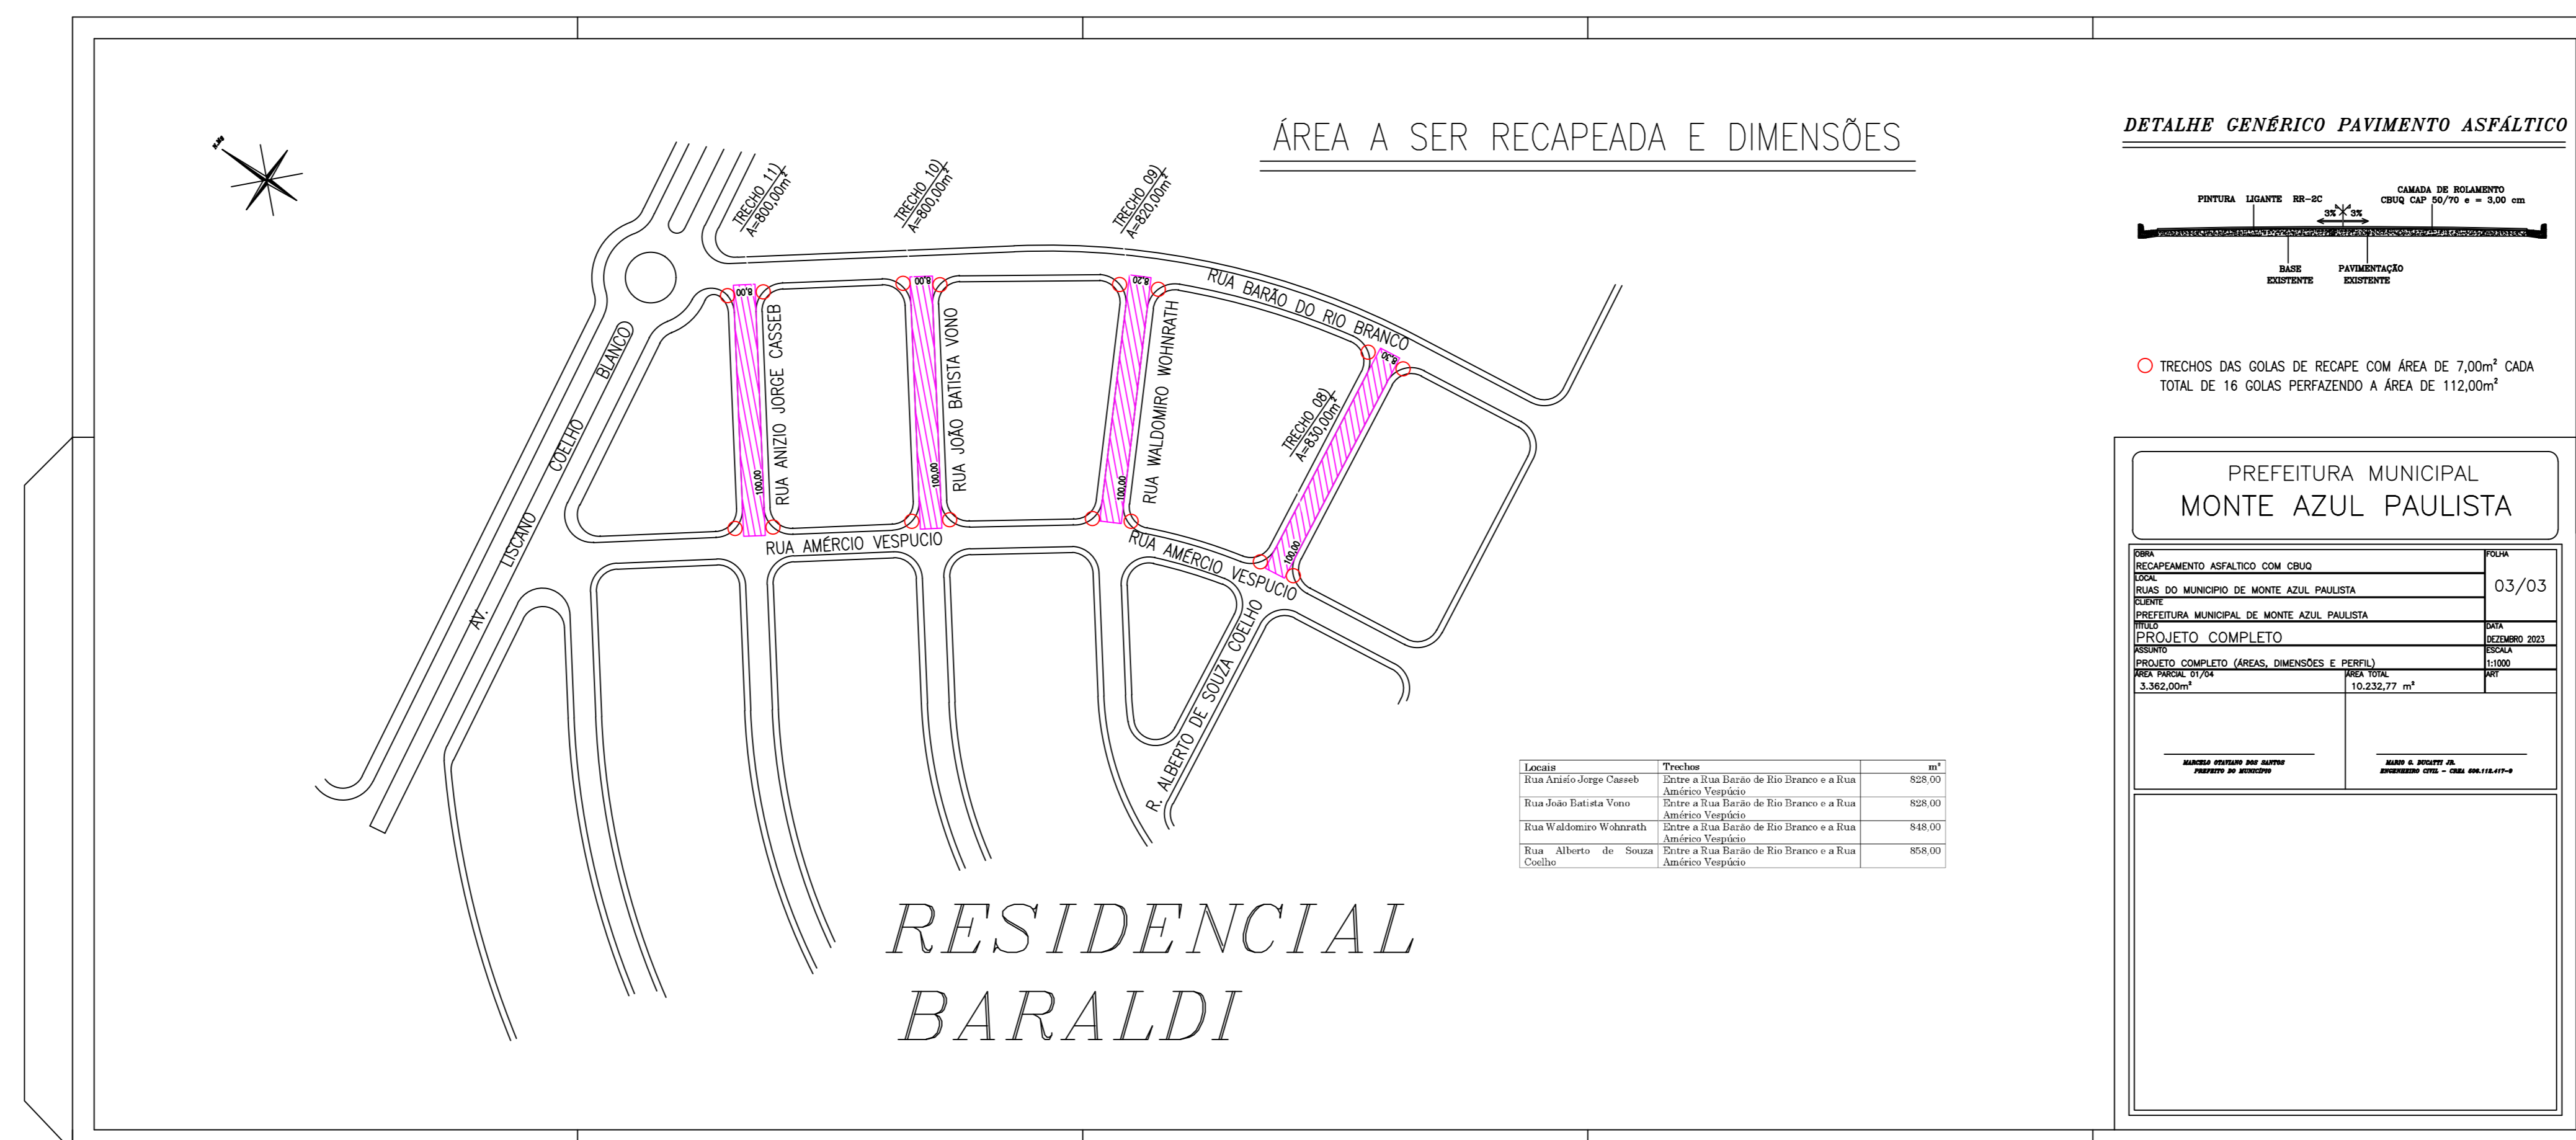 ÁREA A SER RECAPEADA E DIMENSÕES
TRECHO 11)
A=800,00m²
TRECHO 10)
A=800,00m²
TRECHO 09)
A=820,00m²
TRECHO 08)
A=830,00m²
8,00
8,00
8,20
8,30
100,00
100,00
100,00
100,00
RUA BARÃO DO RIO BRANCO
RUA ANIZIO JORGE CASSEB
RUA JOÃO BATISTA VONO
RUA WALDOMIRO WOHNRATH
AV. LISCANO COELHO BLANCO
RUA AMÉRCIO VESPUCIO
RUA AMÉRCIO VESPUCIO
R. ALBERTO DE SOUZA COELHO
RESIDENCIAL
BARALDI
Locais Trechos m²
Rua Anisío Jorge Casseb Entre a Rua Barão de Rio Branco e a Rua 828,00
Américo Vespúcio
Rua João Batista Vono Entre a Rua Barão de Rio Branco e a Rua 828,00
Américo Vespúcio
Rua Waldomiro Wohnrath Entre a Rua Barão de Rio Branco e a Rua 848,00
Américo Vespúcio
Rua Alberto de Souza Entre a Rua Barão de Rio Branco e a Rua 858,00
Coelho Américo Vespúcio
DETALHE GENÉRICO PAVIMENTO ASFÁLTICO
PINTURA LIGANTE RR-2C
CAMADA DE ROLAMENTO
CBUQ CAP 50/70 e = 3,00 cm
3% 3%
BASE
EXISTENTE
PAVIMENTAÇÃO
EXISTENTE
TRECHOS DAS GOLAS DE RECAPE COM ÁREA DE 7,00m² CADA
TOTAL DE 16 GOLAS PERFAZENDO A ÁREA DE 112,00m²
PREFEITURA MUNICIPAL
MONTE AZUL PAULISTA
OBRA
RECAPEAMENTO ASFALTICO COM CBUQ
FOLHA
03/03
LOCAL
RUAS DO MUNICIPIO DE MONTE AZUL PAULISTA
CLIENTE
PREFEITURA MUNICIPAL DE MONTE AZUL PAULISTA
TITULO
PROJETO COMPLETO
DATA
DEZEMBRO 2023
ASSUNTO
PROJETO COMPLETO (ÁREAS, DIMENSÕES E PERFIL)
ESCALA
1:1000
ÁREA PARCIAL 01/04
3.362,00m²
ÁREA TOTAL
10.232,77 m²
ART
MARCELO OTAVIANO DOS SANTOS
PREFEITO DO MUNICÍPIO
MARIO G. DUCATTI JR.
ENGENHEIRO CIVIL - CREA 506.112.417-9